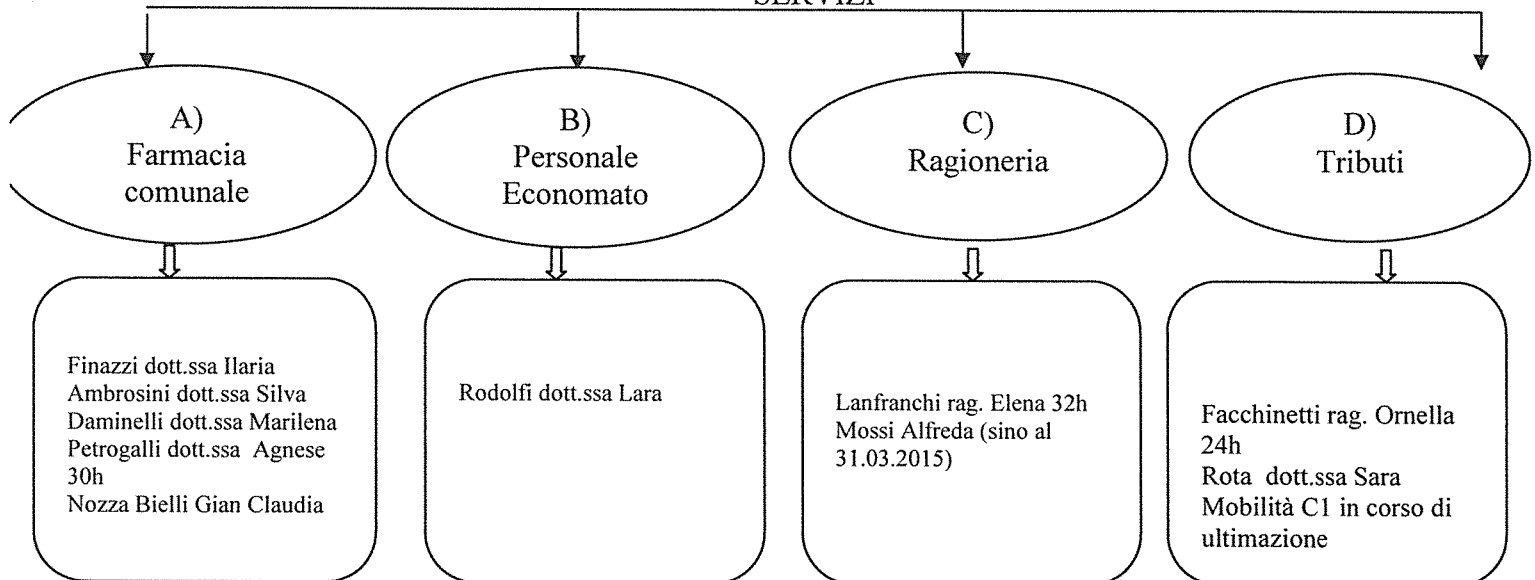 SERVIZI
A)
Farmacia
comunale
B)
Personale
Economato
C)
Ragioneria
D)
Tributi
Finazzi dott.ssa Ilaria
Ambrosini dott.ssa Silva
Daminelli dott.ssa Marilena
Petrogalli dott.ssa Agnese
30h
Nozza Bielli Gian Claudia
Rodolfi dott.ssa Lara
Lanfranchi rag. Elena 32h
Mossi Alfreda (sino al
31.03.2015)
Facchinetti rag. Ornella
24h
Rota dott.ssa Sara
Mobilità C1 in corso di
ultimazione